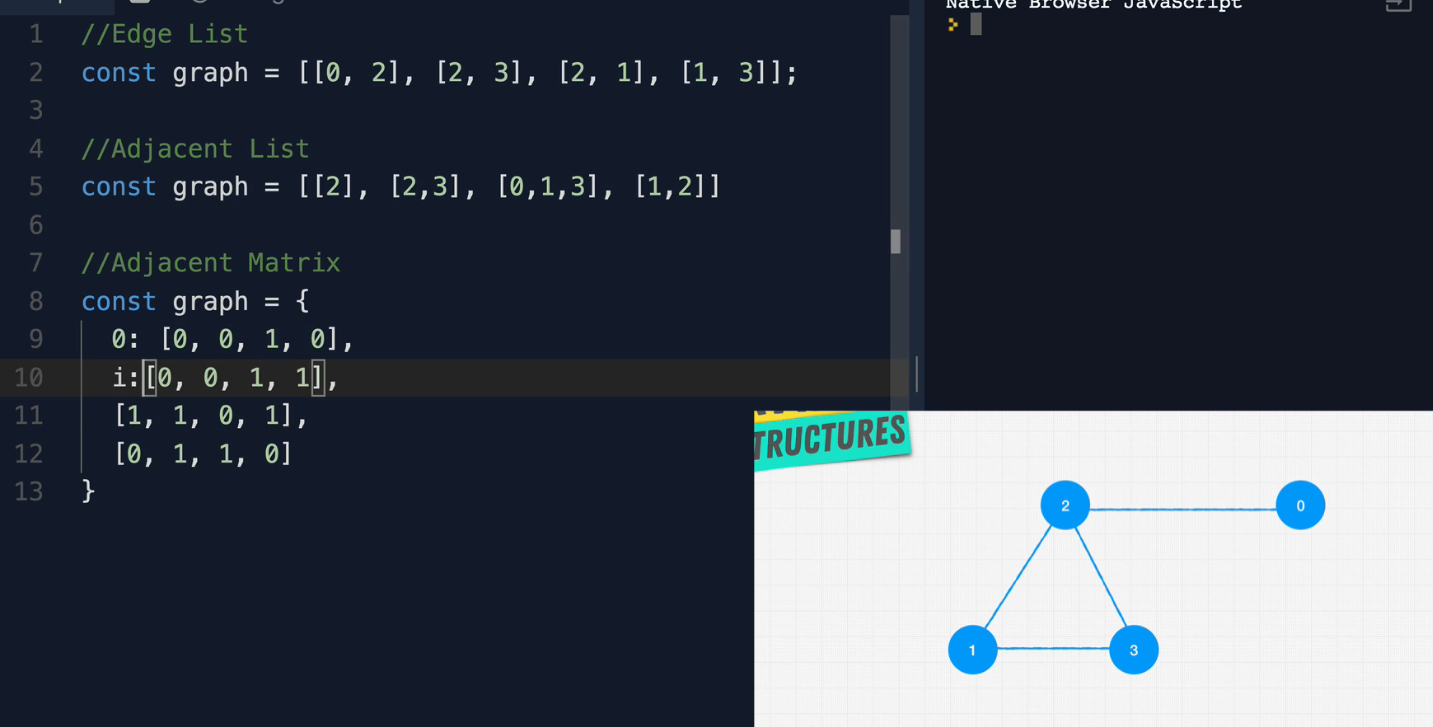 1 //Edge List
2 const graph = [[0, 2], [2, 3], [2, 1], [1, 3]];
3
4 //Adjacent List
5 const graph = [[2], [2,3], [0,1,3], [1,2]]
6
7 //Adjacent Matrix
8 const graph = {
9 0: [0, 0, 1, 0],
10 i:[0, 0, 1, 1],
11 [1, 1, 0, 1],
12 [0, 1, 1, 0]
13 }
Native Browser JavaScript
TRUCTURES
2
0
1
3